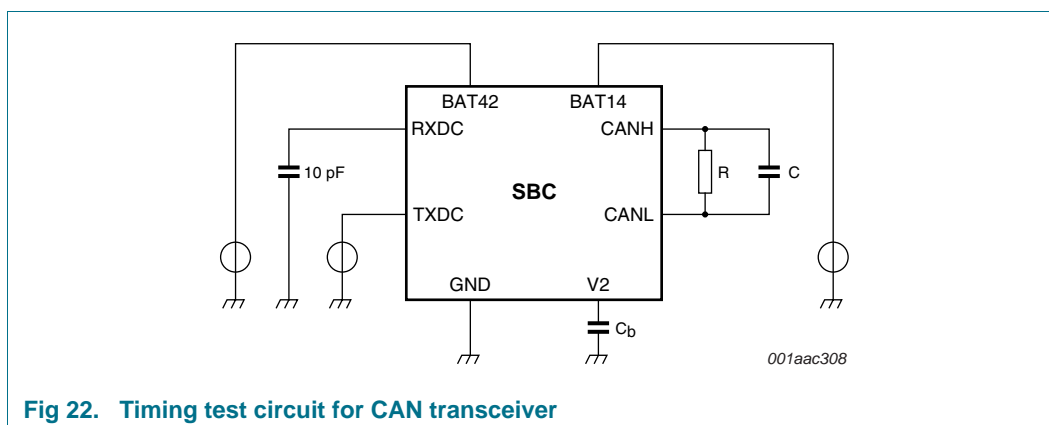 BAT42 BAT14
RXDC CANH
10 pF R C
SBC
TXDC CANL
GND V2
Cb
001aac308
Fig 22. Timing test circuit for CAN transceiver